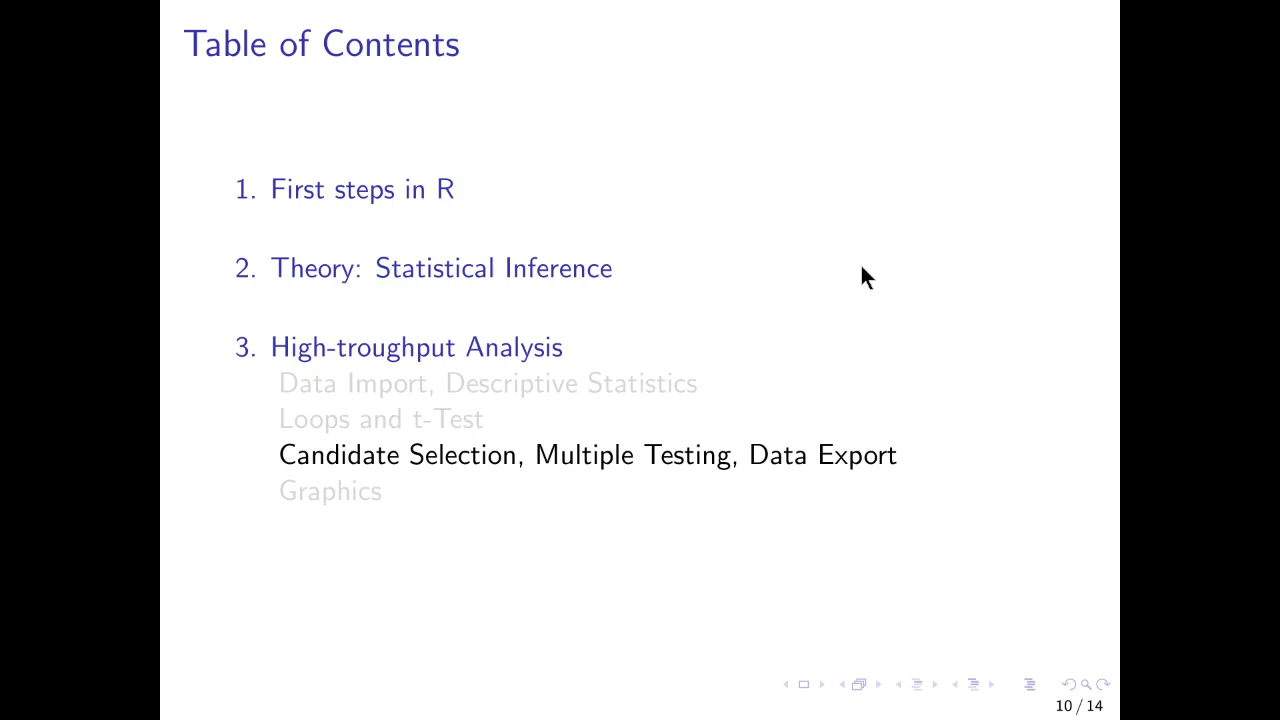 Table of Contents
1. First steps in R
2. Theory: Statistical Inference
3. High-troughput Analysis
Data Import, Descriptive Statistics
Loops and t-Test
Candidate Selection, Multiple Testing, Data Export
Graphics
10 / 14